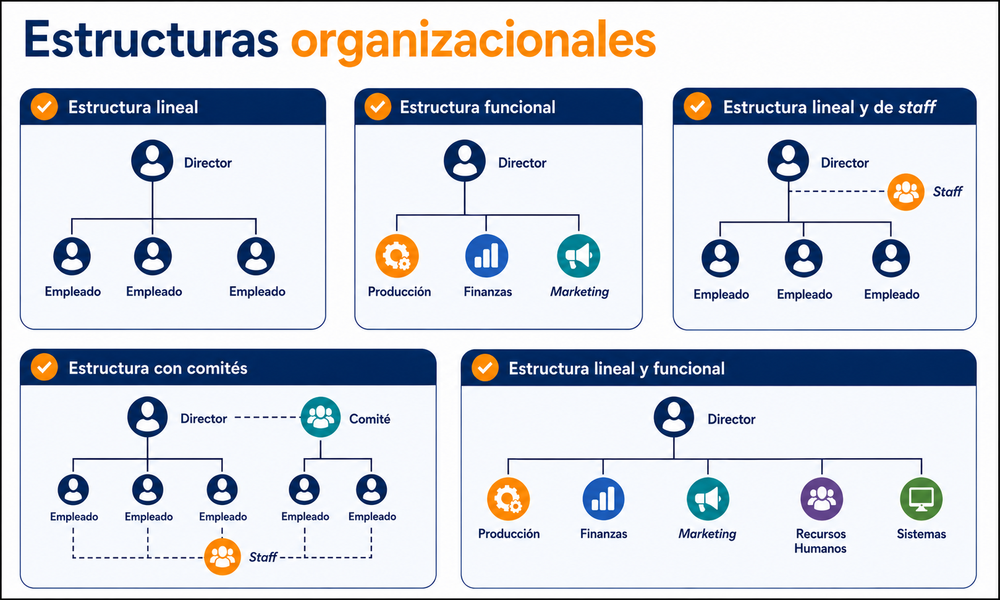 Estructuras organizacionales
Estructura lineal
Director
Empleado
Empleado
Empleado
Estructura funcional
Director
Producción
Finanzas
Marketing
Estructura lineal y de staff
Director
Staff
Empleado
Empleado
Empleado
Estructura con comités
Director
Comité
Empleado
Empleado
Empleado
Empleado
Empleado
Staff
Estructura lineal y funcional
Director
Producción
Finanzas
Marketing
Recursos
Humanos
Sistemas